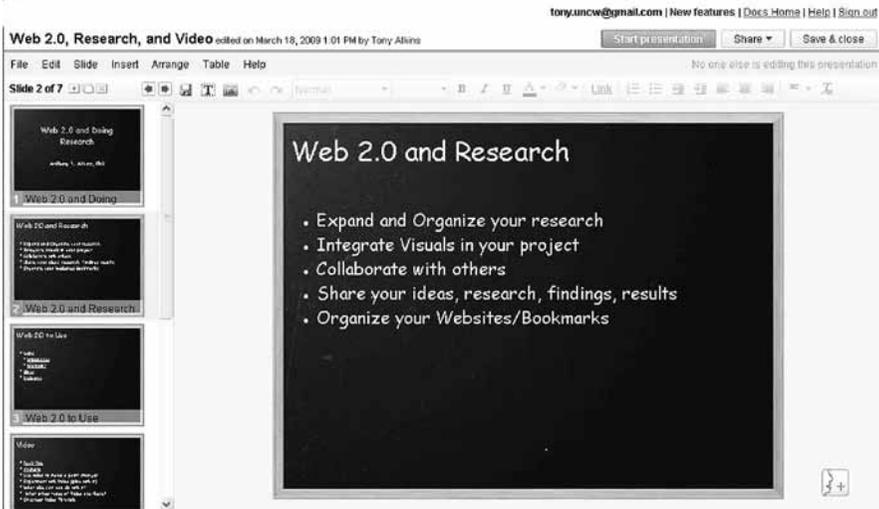 tony.uncw@gmail.com | New features | Docs Home | Help | Sign out
Web 2.0, Research, and Video edited on March 18, 2009 1:01 PM by Tony Atkins
Start presentation Share Save & close
File Edit Slide Insert Arrange Table Help
No one else is editing this presentation
Slide 2 of 7
Normal
B I U A Link
Web 2.0 and Doing
Research
1 Web 2.0 and Doing
Web 2.0 and Research
2 Web 2.0 and Research
Web 2.0 to Use
3 Web 2.0 to Use
Video
Web 2.0 and Research
• Expand and Organize your research
• Integrate Visuals in your project
• Collaborate with others
• Share your ideas, research, findings, results
• Organize your Websites/Bookmarks